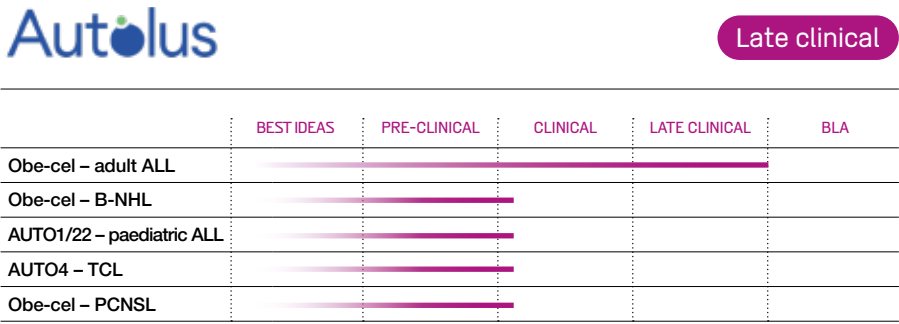 Autolus
Late clinical
BEST IDEAS PRE-CLINICAL CLINICAL LATE CLINICAL BLA
Obe-cel – adult ALL
Obe-cel – B-NHL
AUTO1/22 – paediatric ALL
AUTO4 – TCL
Obe-cel – PCNSL